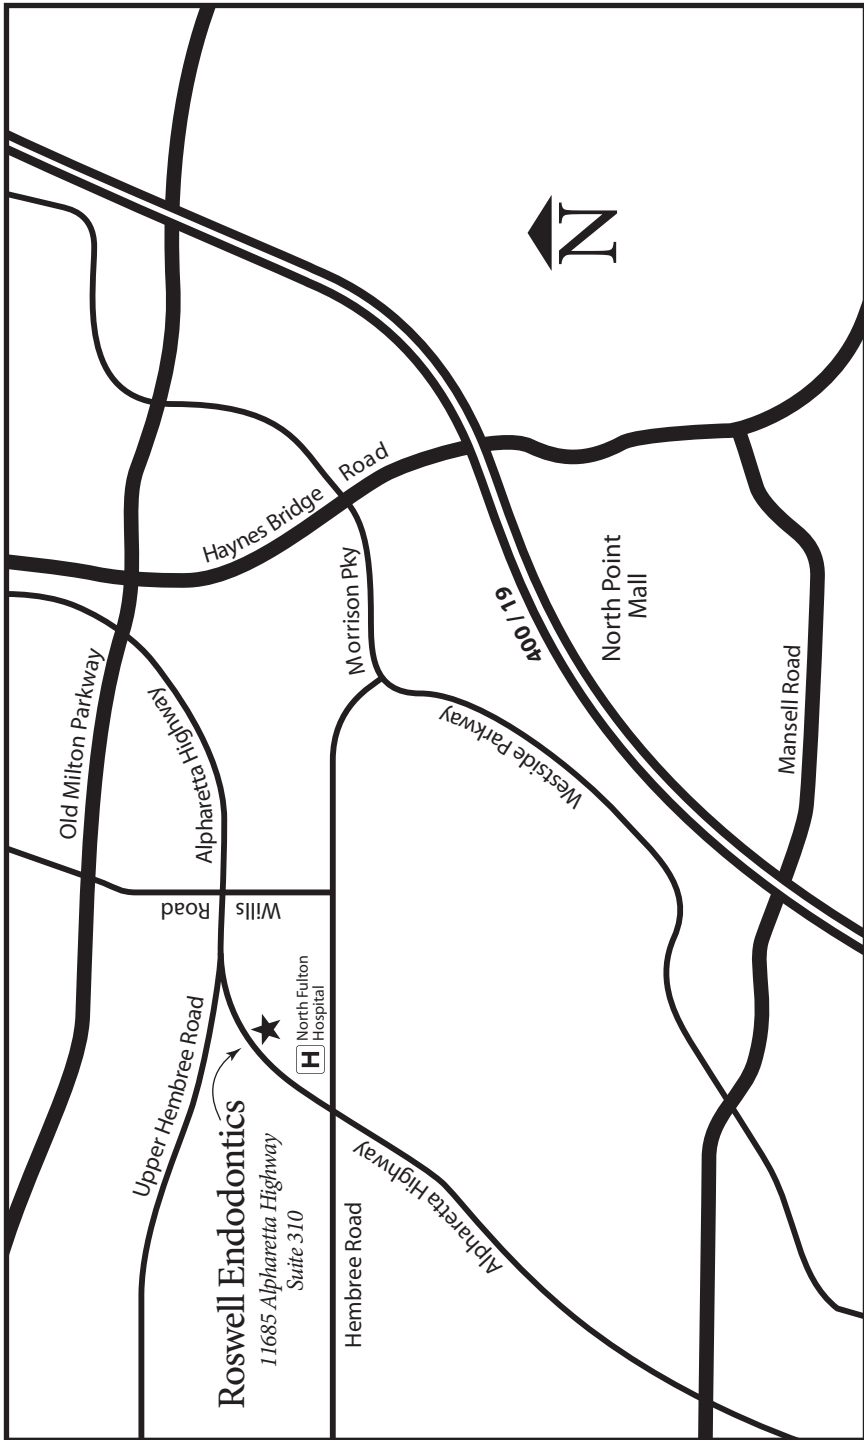 Old Milton Parkway
Haynes Bridge Road
Alpharetta Highway
Morrison Pky
Wills Road
Upper Hembree Road
Roswell Endodontics
11685 Alpharetta Highway
Suite 310
H
North Fulton
Hospital
Hembree Road
Alpharetta Highway
Westside Parkway
400 / 19
N
North Point
Mall
Mansell Road